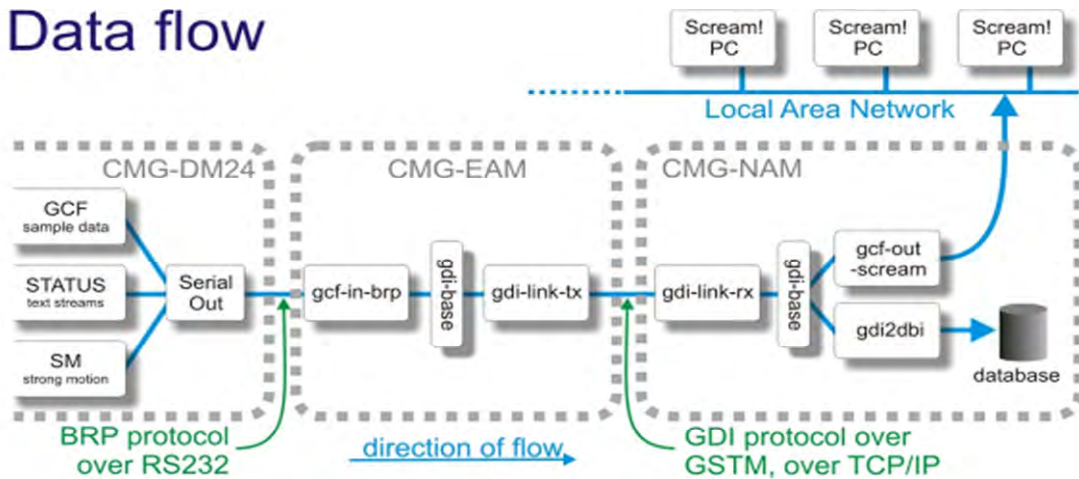 Data flow
Scream!
PC
Scream!
PC
Scream!
PC
Local Area Network
CMG-DM24
CMG-EAM
CMG-NAM
GCF
sample data
STATUS
text streams
SM
strong motion
Serial
Out
gcf-in-brp
gdi-base
gdi-link-tx
gdi-link-rx
gdi-base
gcf-out
-scream
gdi2dbi
database
BRP protocol
over RS232
direction of flow
GDI protocol over
GSTM, over TCP/IP